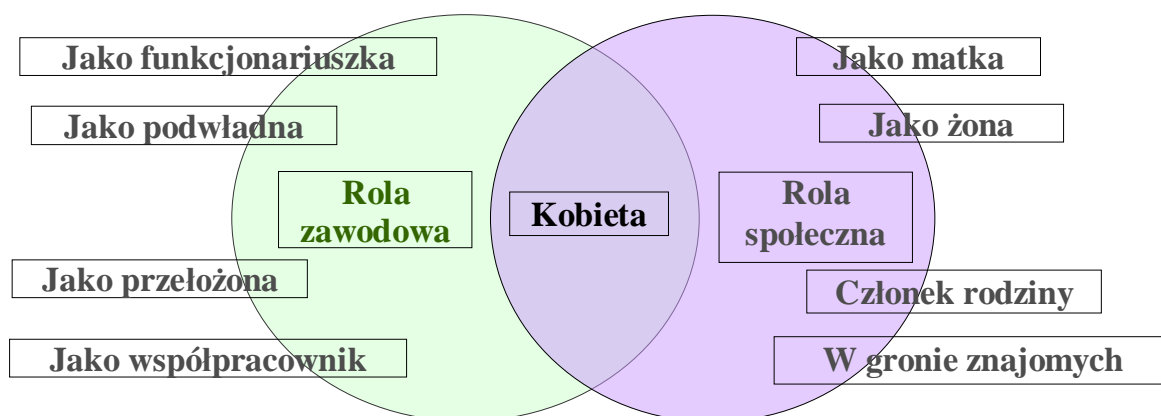 Jako funkcjonariuszka
Jako podwładna
Rola
zawodowa
Jako przełożona
Jako współpracownik
Kobieta
Jako matka
Jako żona
Rola
społeczna
Członek rodziny
W gronie znajomych